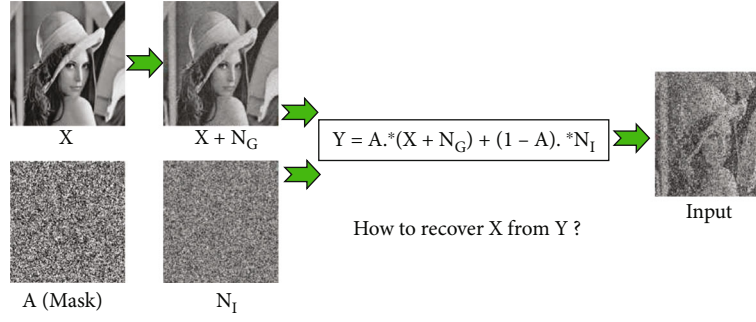 X
X + N_G
Y = A.*(X + N_G) + (1 – A). *N_I
Input
How to recover X from Y ?
A (Mask)
N_I